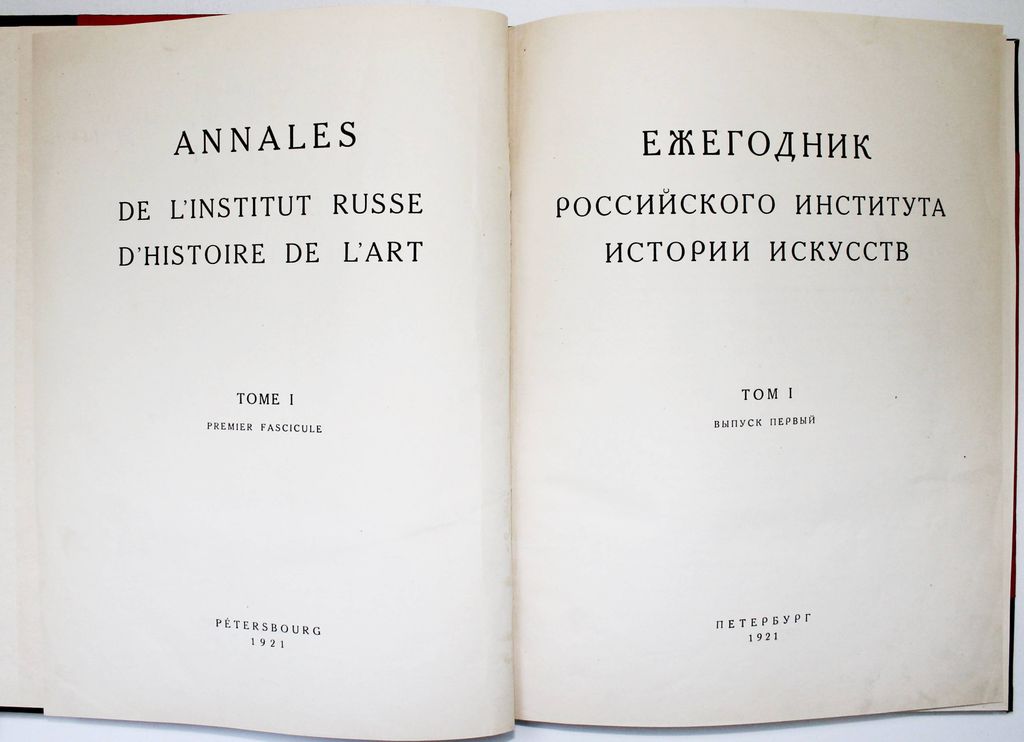 ANNALES
DE L'INSTITUT RUSSE
D'HISTOIRE DE L'ART
TOME I
PREMIER FASCICULE
PÉTERSBOURG
1921
ЕЖЕГОДНИК
РОССИЙСКОГО ИНСТИТУТА
ИСТОРИИ ИСКУССТВ
ТОМ I
ВЫПУСК ПЕРВЫЙ
ПЕТЕРБУРГ
1921